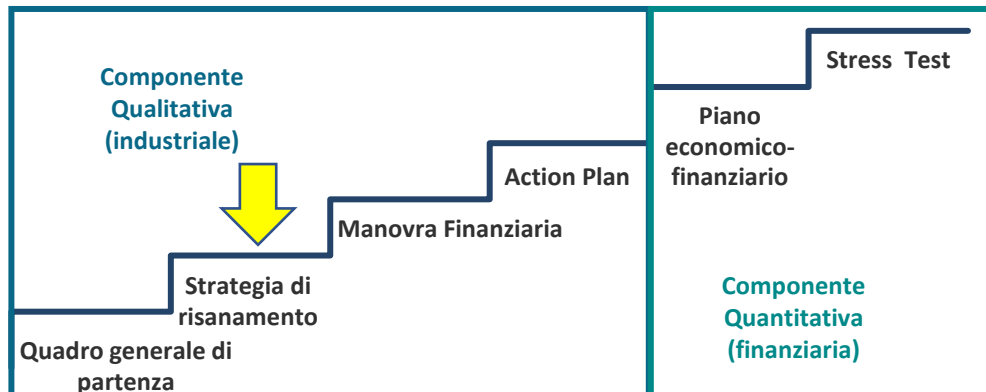 Componente
Qualitativa
(industriale)
Stress  Test
Piano
economico-
finanziario
Action Plan
Manovra Finanziaria
Strategia di
risanamento
Quadro generale di
partenza
Componente
Quantitativa
(finanziaria)